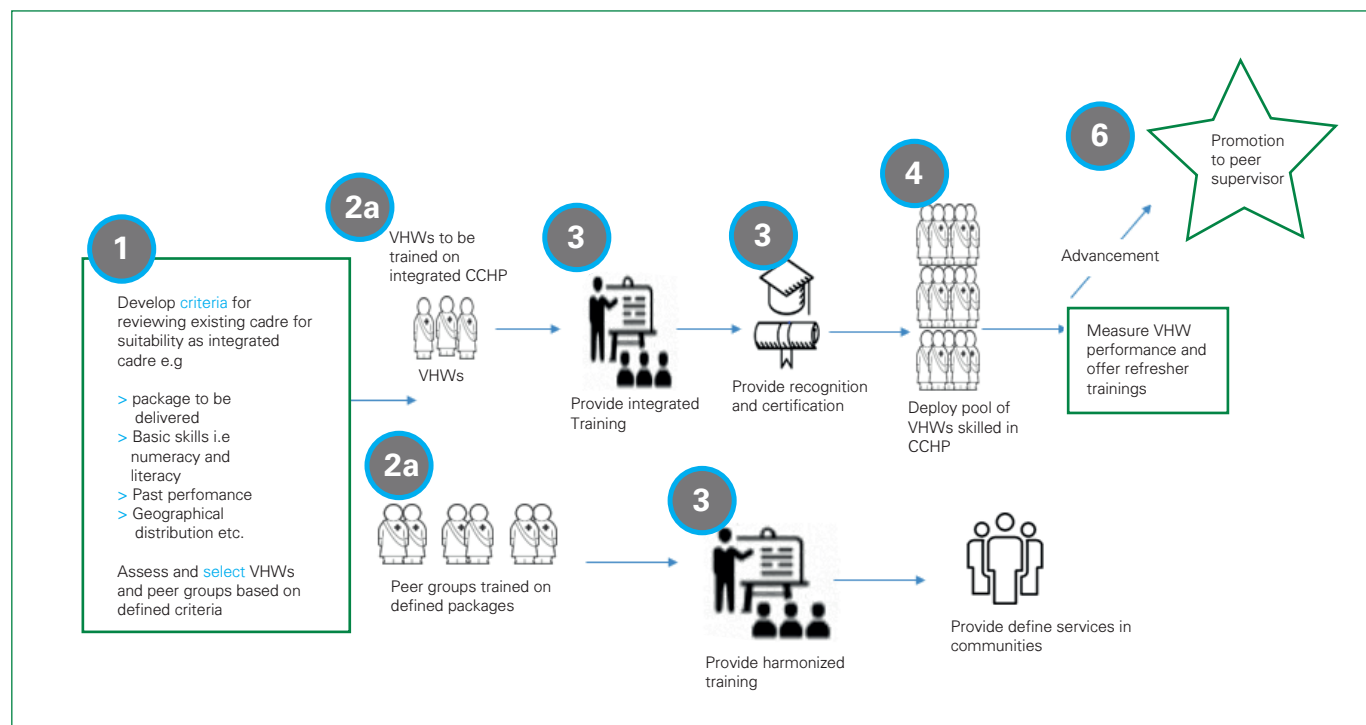 1
Develop criteria for
reviewing existing cadre for
suitability as integrated
cadre e.g
> package to be
delivered
> Basic skills i.e
numeracy and
literacy
> Past perfomance
> Geographical
distribution etc.
Assess and select VHWs
and peer groups based on
defined criteria
2a
VHWs to be
trained on
integrated CCHP
VHWs
3
Provide integrated
Training
3
Provide recognition
and certification
4
Deploy pool of
VHWs skilled in
CCHP
Measure VHW
performance and
offer refresher
trainings
Advancement
6
Promotion
to peer
supervisor
2a
Peer groups trained on
defined packages
3
Provide harmonized
training
Provide define services in
communities